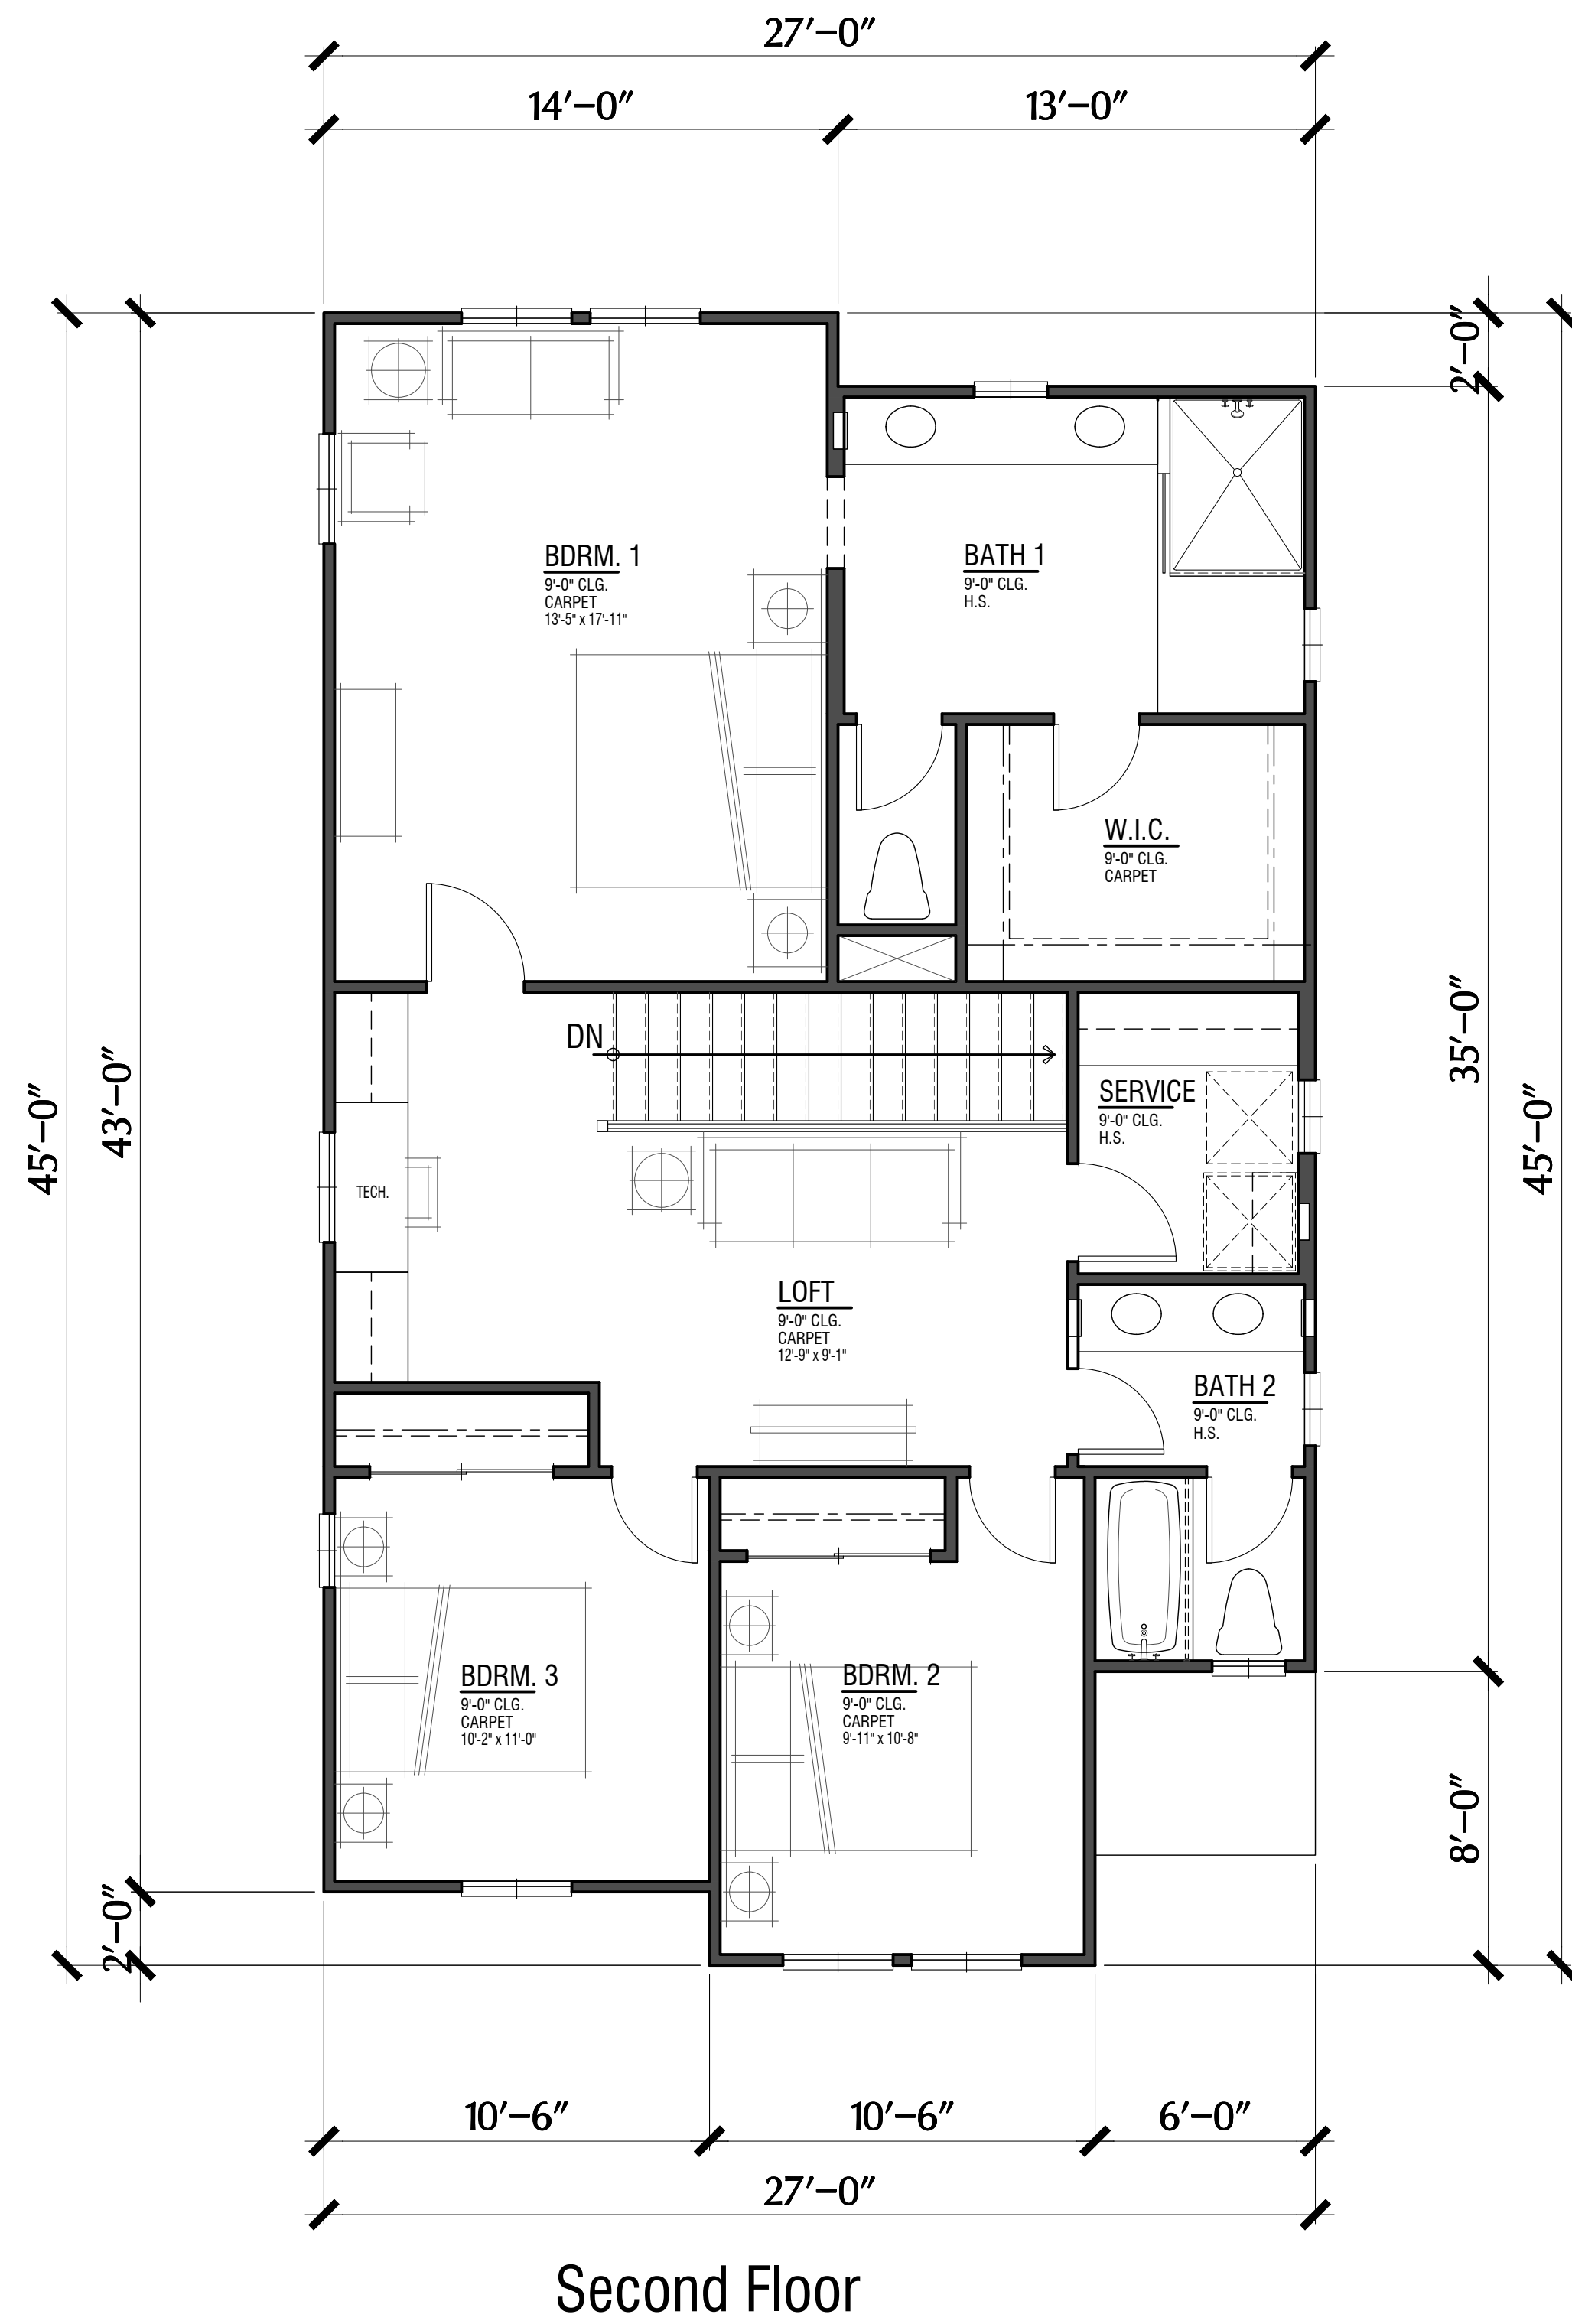 27'-0"
14'-0"
13'-0"
2'-0"
BDRM. 1
9'-0" CLG.
CARPET
13'-5" x 17'-11"
BATH 1
9'-0" CLG.
H.S.
W.I.C.
9'-0" CLG.
CARPET
DN
SERVICE
9'-0" CLG.
H.S.
45'-0"
43'-0"
35'-0"
45'-0"
TECH.
LOFT
9'-0" CLG.
CARPET
12'-9" x 9'-1"
BATH 2
9'-0" CLG.
H.S.
BDRM. 3
9'-0" CLG.
CARPET
10'-2" x 11'-0"
BDRM. 2
9'-0" CLG.
CARPET
9'-11" x 10'-8"
8'-0"
2'-0"
10'-6"
10'-6"
6'-0"
27'-0"
Second Floor